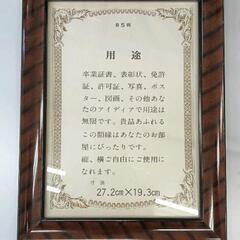 B5判
用途
卒業証書、表彰状、免許
証、許可証、写真、ポス
ター、図画、その他あな
たのアイディアで用途は
無限です。貴品あふれる
この額縁はあなたのお部
屋にぴったりです。
縦、横ご自由にご使用に
なれます。
寸法
27.2cm×19.3cm